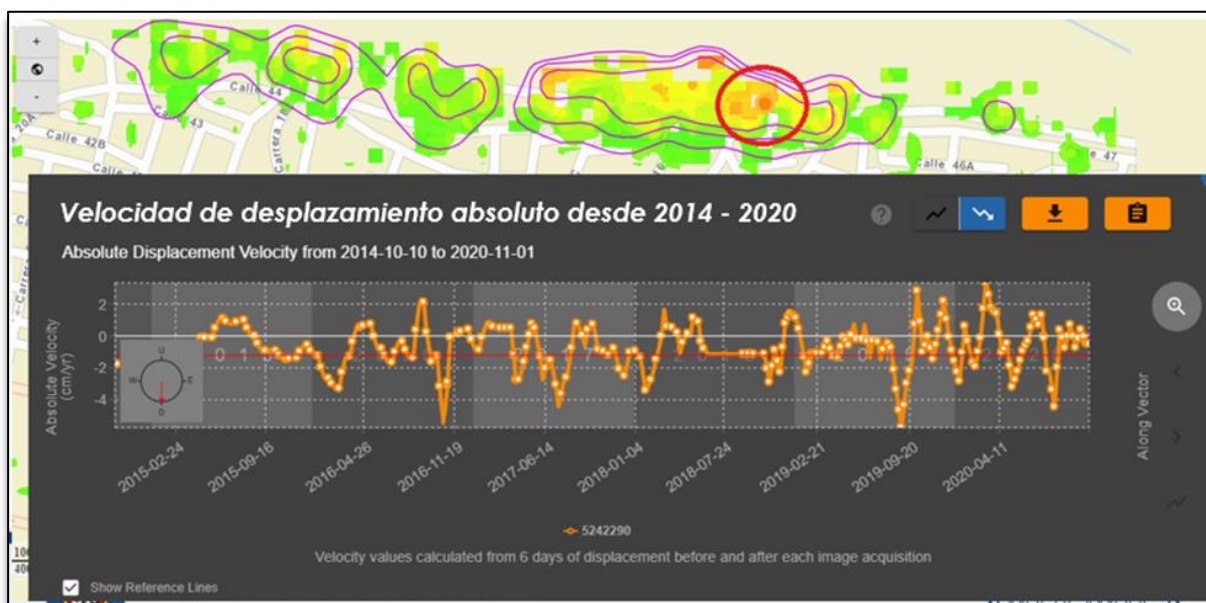 +
-
Calle 44
Calle 43
Calle 42B
Calle 46A
Calle 47
Velocidad de desplazamiento absoluto desde 2014 - 2020
?
Absolute Displacement Velocity from 2014-10-10 to 2020-11-01
Absolute Velocity
(cm/yr)
2
0
-2
-4
U
W
E
D
2015-02-24
2015-09-16
2016-04-26
2016-11-19
2017-06-14
2018-01-04
2018-07-24
2019-02-21
2019-09-20
2020-04-11
Along Vector
5242290
Velocity values calculated from 6 days of displacement before and after each image acquisition
Show Reference Lines